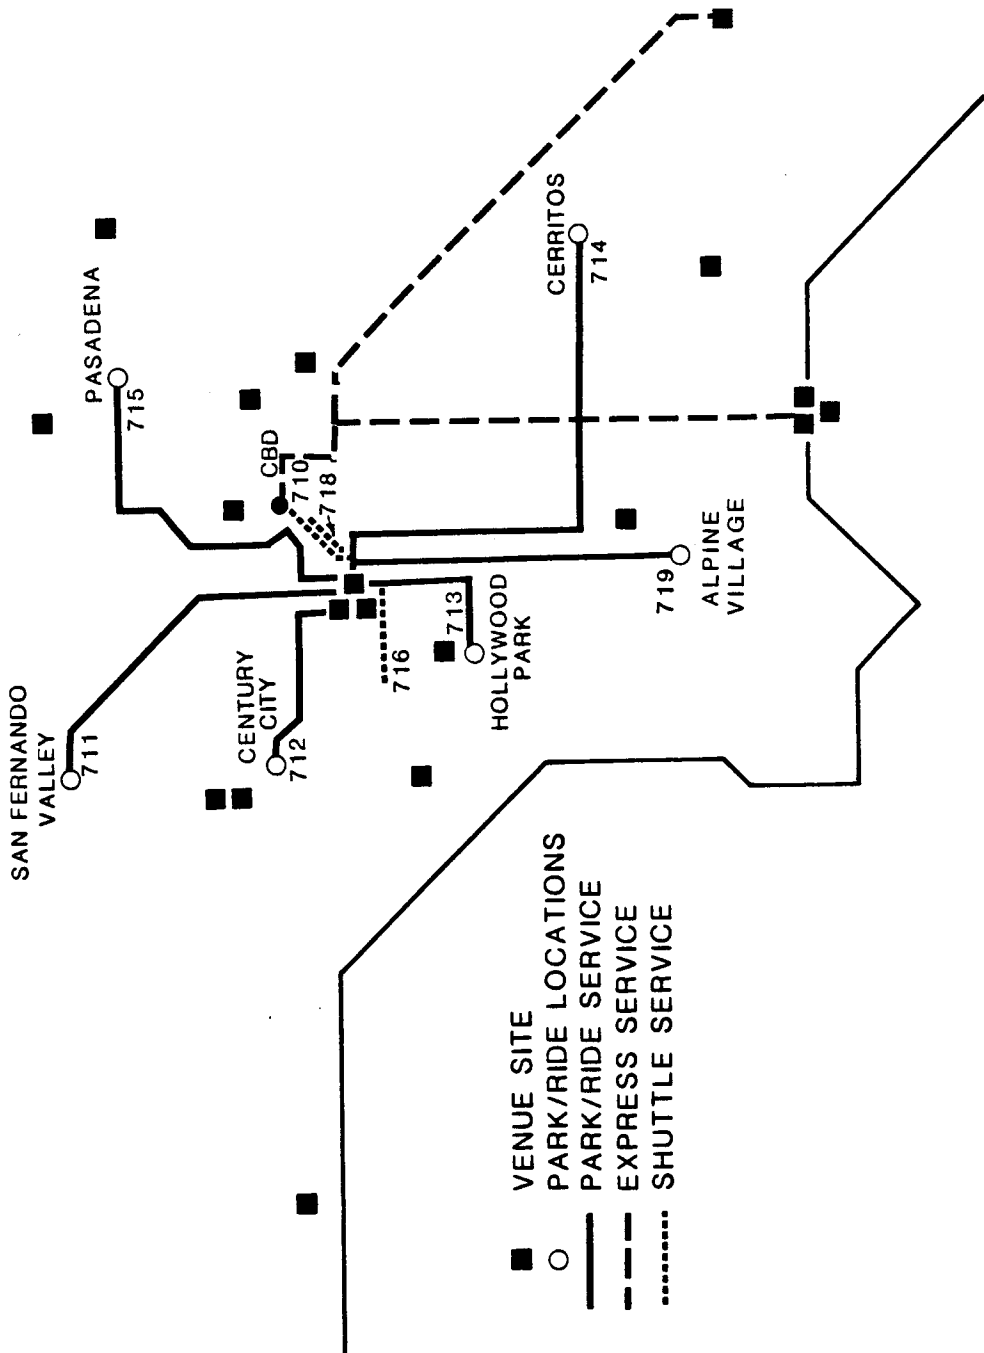 SAN FERNANDO
VALLEY
711
CENTURY
CITY
712
PASADENA
715
CBD
710
718
716
713
HOLLYWOOD
PARK
719
ALPINE
VILLAGE
CERRITOS
714
VENUE SITE
PARK/RIDE LOCATIONS
PARK/RIDE SERVICE
EXPRESS SERVICE
SHUTTLE SERVICE